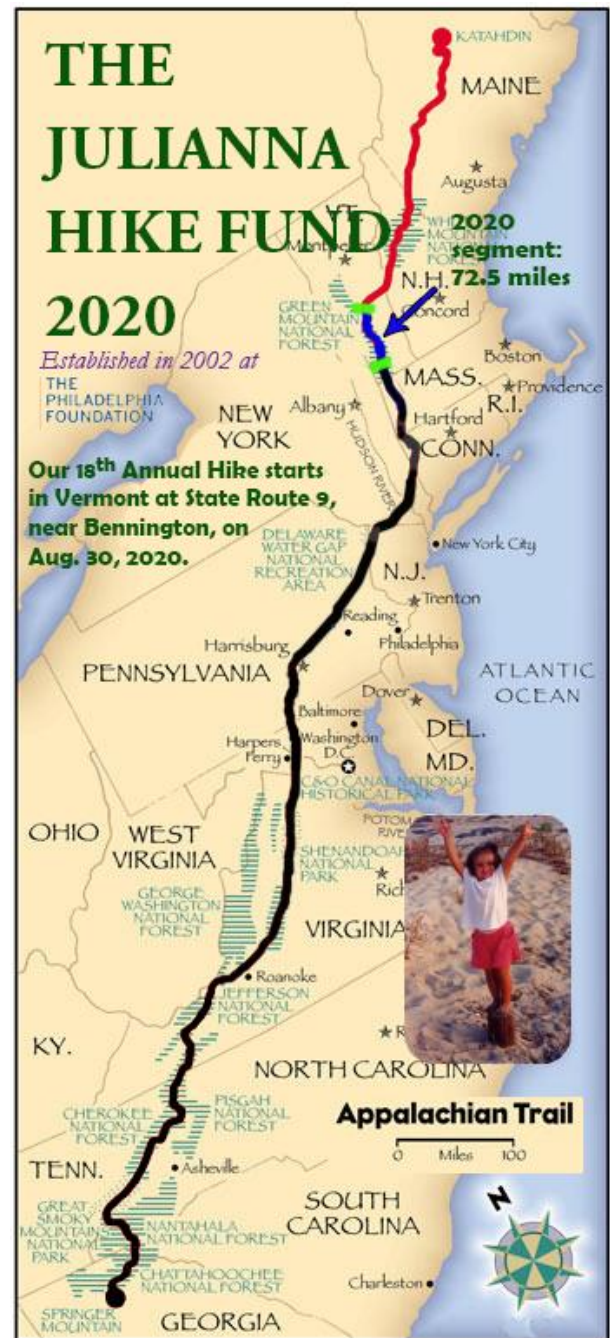 THE
JULIANNA
HIKE FUND
2020
Established in 2002 at
THE
PHILADELPHIA
FOUNDATION
Our 18th Annual Hike starts
in Vermont at State Route 9,
near Bennington, on
Aug. 30, 2020.
KATAHDIN
MAINE
Augusta
VT.
Montpelier
MOUNTAIN
NATIONAL
FOREST
2020
segment:
72.5 miles
N.H.
Concord
GREEN
MOUNTAIN
NATIONAL
FOREST
Boston
MASS.
Providence
R.I.
Albany
Hartford
NEW
YORK
CONN.
HUDSON RIVER
DELAWARE
WATER GAP
NATIONAL
RECREATION
AREA
New York City
N.J.
Trenton
Reading
Philadelphia
Harrisburg
PENNSYLVANIA
ATLANTIC
OCEAN
Dover
Baltimore
DEL.
Washington
D.C.
MD.
Harpers
Ferry
C&O CANAL NATIONAL
HISTORICAL PARK
OHIO
WEST
VIRGINIA
SHENANDOAH
NATIONAL
PARK
GEORGE
WASHINGTON
NATIONAL
FOREST
VIRGINIA
Roanoke
JEFFERSON
NATIONAL
FOREST
KY.
NORTH CAROLINA
PISGAH
NATIONAL
FOREST
CHEROKEE
NATIONAL
FOREST
Appalachian Trail
0 Miles 100
TENN.
Asheville
GREAT
SMOKY
MOUNTAINS
NATIONAL
PARK
NANTAHALA
NATIONAL FOREST
SOUTH
CAROLINA
N
CHATTAHOOCHEE
NATIONAL FOREST
Charleston
SPRINGER
MOUNTAIN
GEORGIA